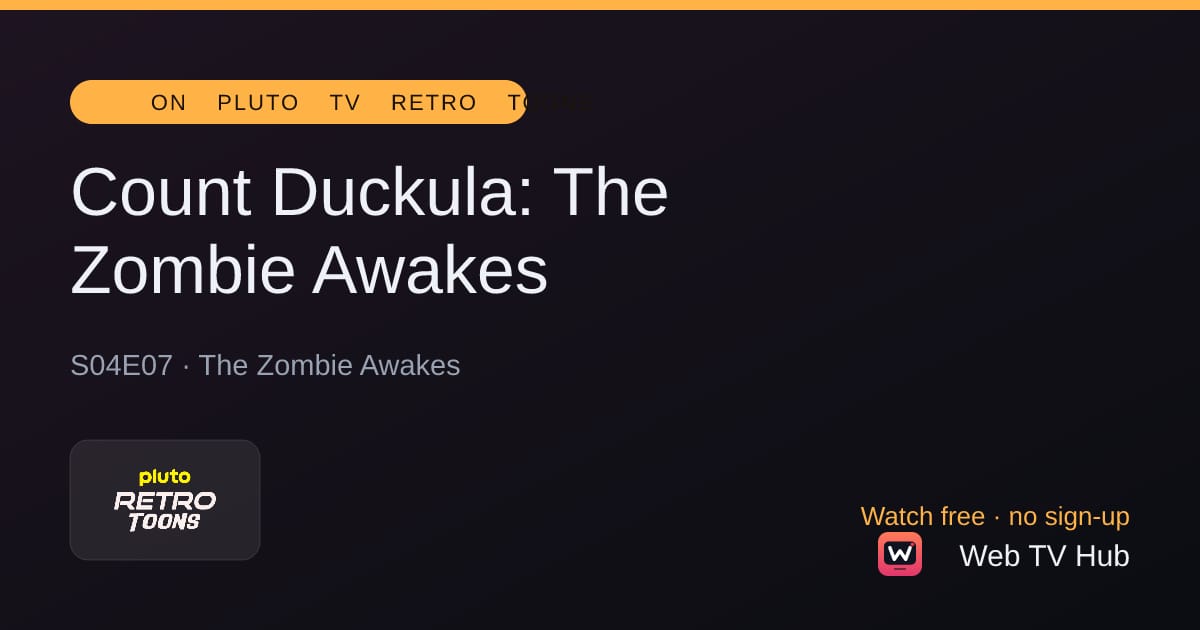 ON PLUTO TV RETRO TOONS
Count Duckula: The
Zombie Awakes
S04E07 · The Zombie Awakes
pluto
RETRO
TOONS
Watch free · no sign-up
W
Web TV Hub